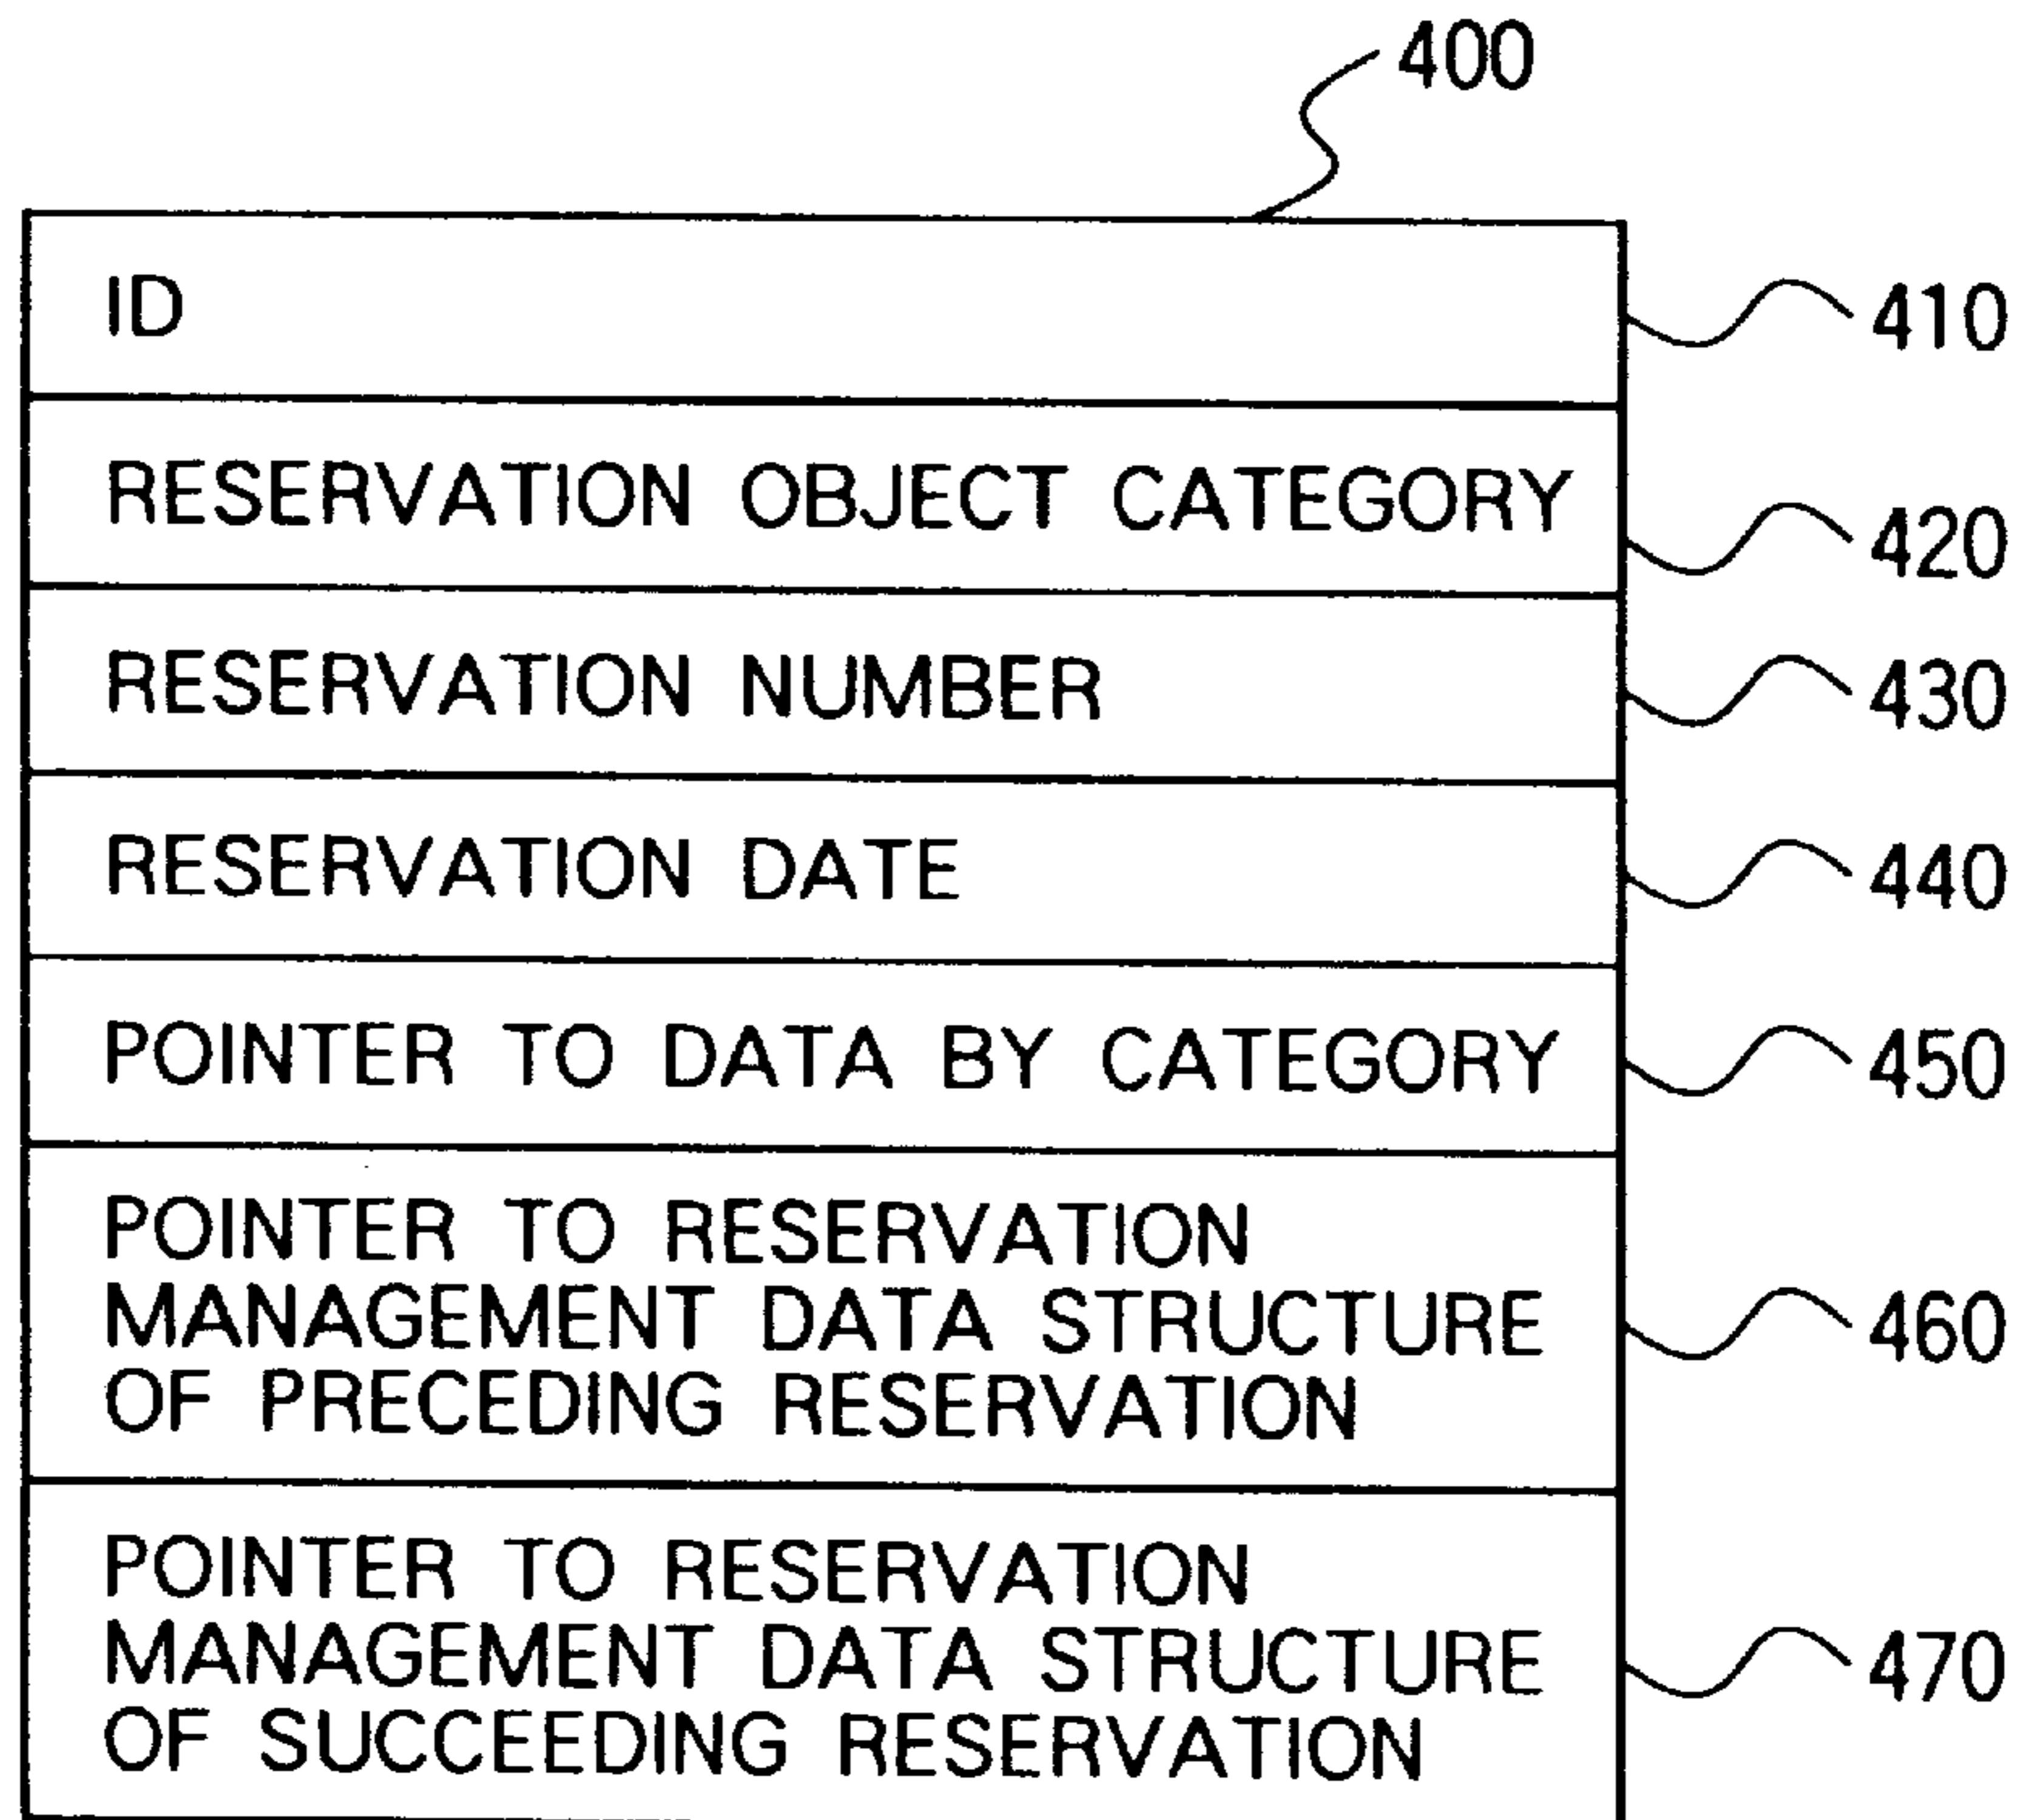 400
ID
410
RESERVATION OBJECT CATEGORY
420
RESERVATION NUMBER
430
RESERVATION DATE
440
POINTER TO DATA BY CATEGORY
450
POINTER TO RESERVATION
MANAGEMENT DATA STRUCTURE
OF PRECEDING RESERVATION
460
POINTER TO RESERVATION
MANAGEMENT DATA STRUCTURE
OF SUCCEEDING RESERVATION
470